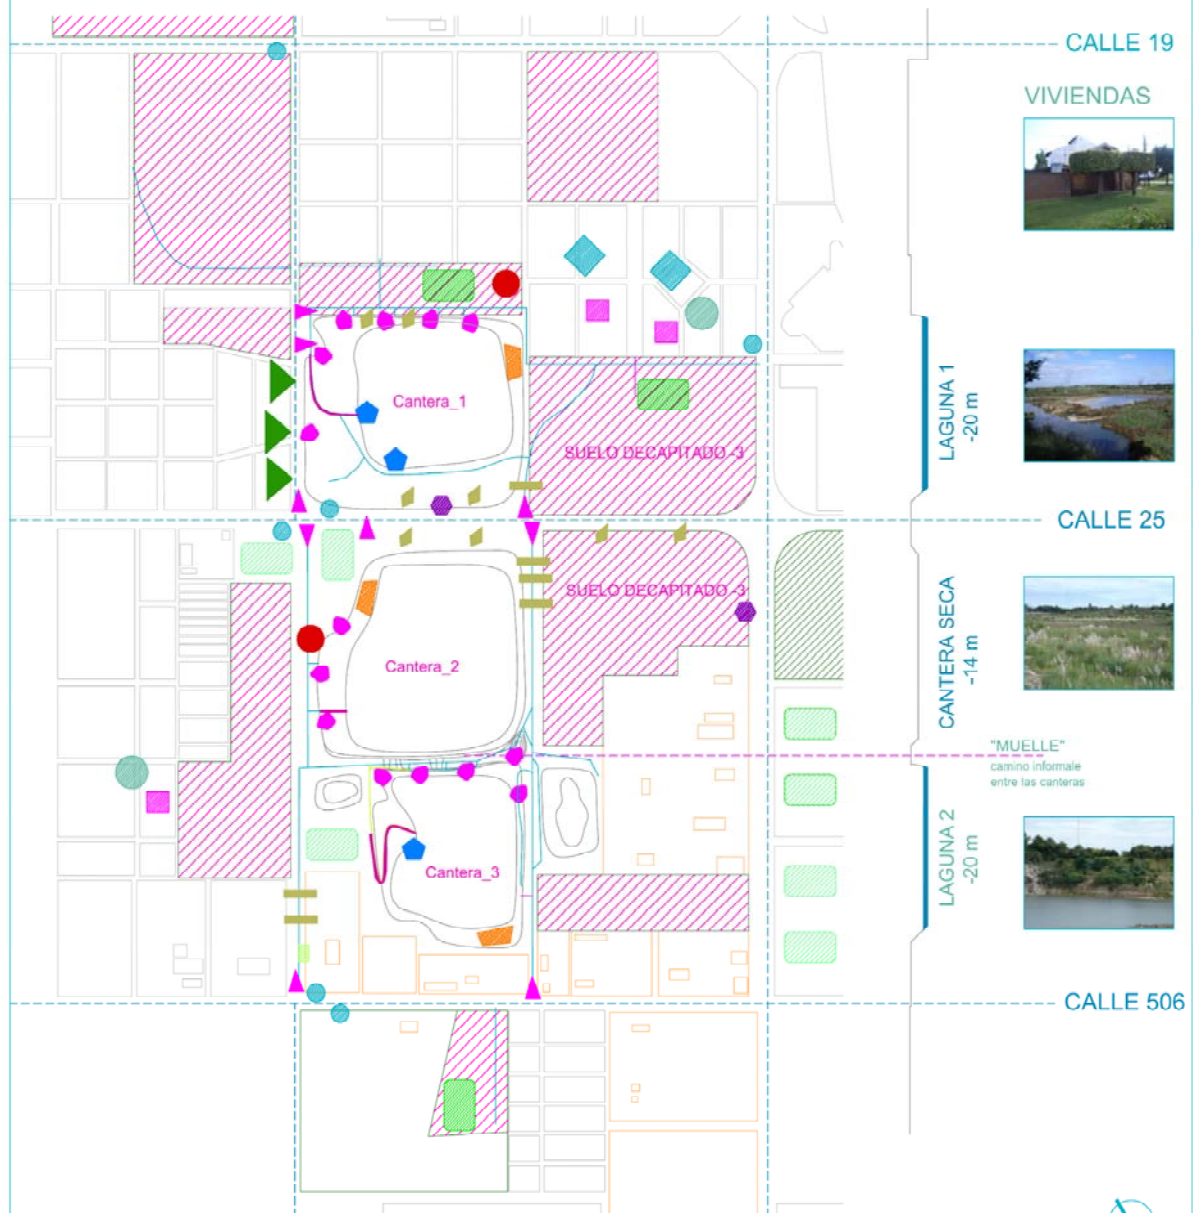 CALLE 19
VIVIENDAS
Cantera_1
LAGUNA 1
-20 m
SUELO DECAPITADO -3
CALLE 25
SUELO DECAPITADO -3
Cantera_2
CANTERA SECA
-14 m
"MUELLE"
camino informale
entre las canteras
Cantera_3
LAGUNA 2
-20 m
CALLE 506